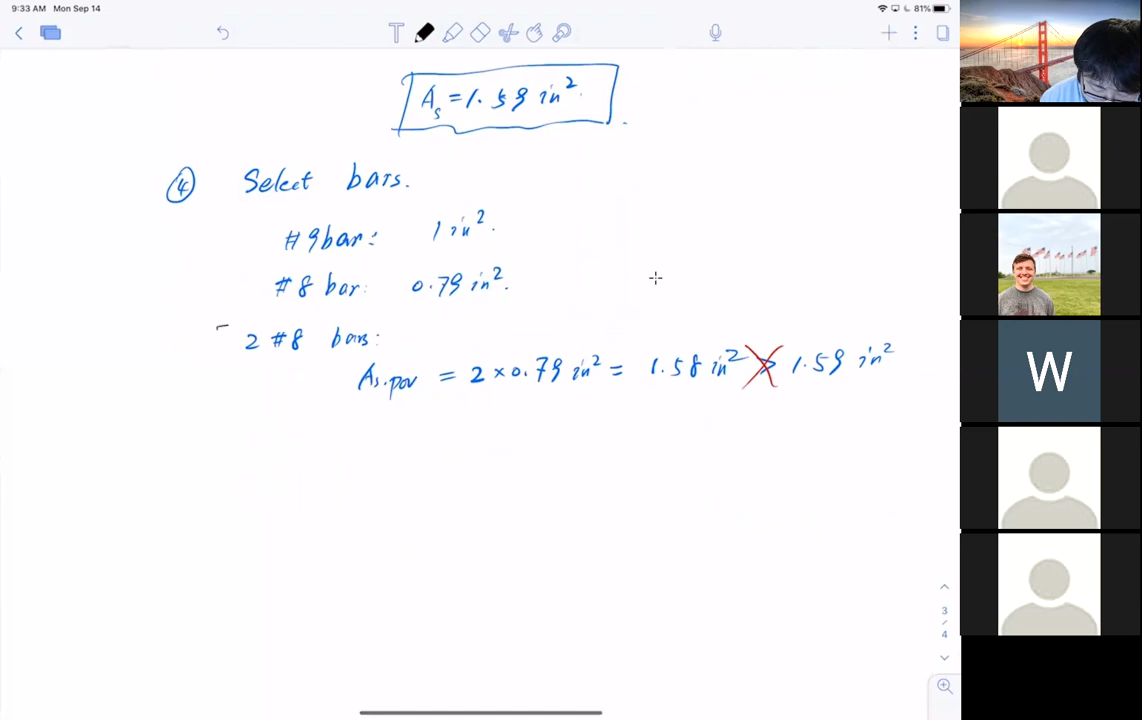 9:33 AM Mon Sep 14
81%
As = 1.59 in².
④ Select bars.
#9 bar: 1 in².
#8 bar: 0.79 in².
2 #8 bars:
As.pov = 2 × 0.79 in² = 1.58 in² > 1.59 in²
3
/
4
W